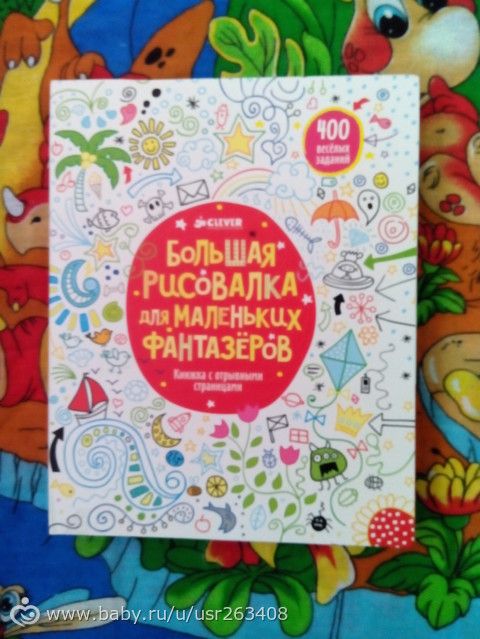 400
весёлых
заданий
CLEVER
БОЛЬШАЯ
РИСОВАЛКА
для МАЛЕНЬКИХ
ФАНТАЗЁРОВ
Книжка с отрывными
страницами
www.baby.ru/u/usr263408